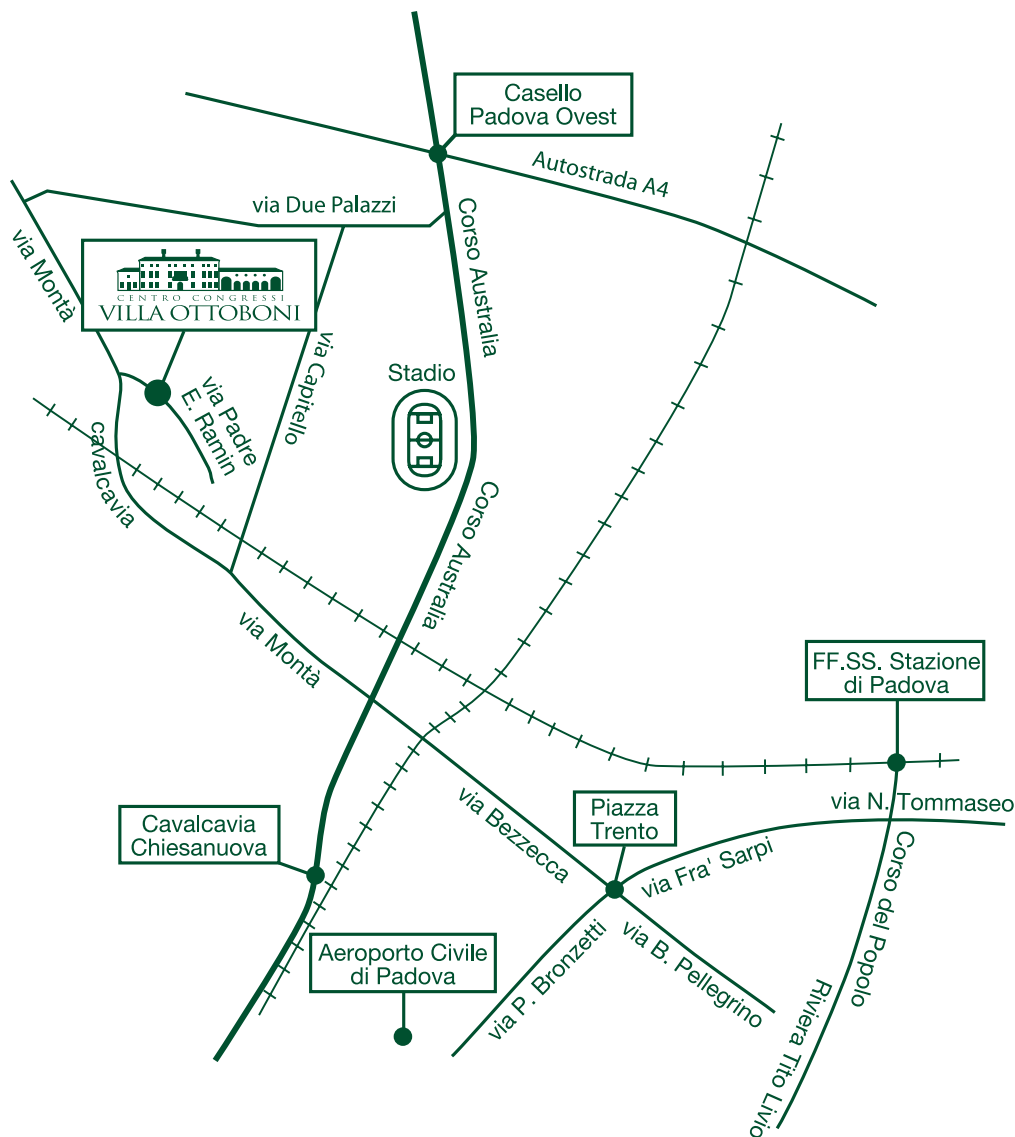 Casello
Padova Ovest
Autostrada A4
via Due Palazzi
Corso Australia
via Montà
CENTRO CONGRESSI
VILLA OTTOBONI
via Capitello
via Padre
E. Ramin
Stadio
cavalcavia
Corso Australia
via Montà
FF.SS. Stazione
di Padova
via N. Tommaseo
Piazza
Trento
via Bezzecca
Cavalcavia
Chiesanuova
via Fra' Sarpi
Corso del Popolo
Aeroporto Civile
di Padova
via P. Bronzetti
via B. Pellegrino
Riviera Tito Livio